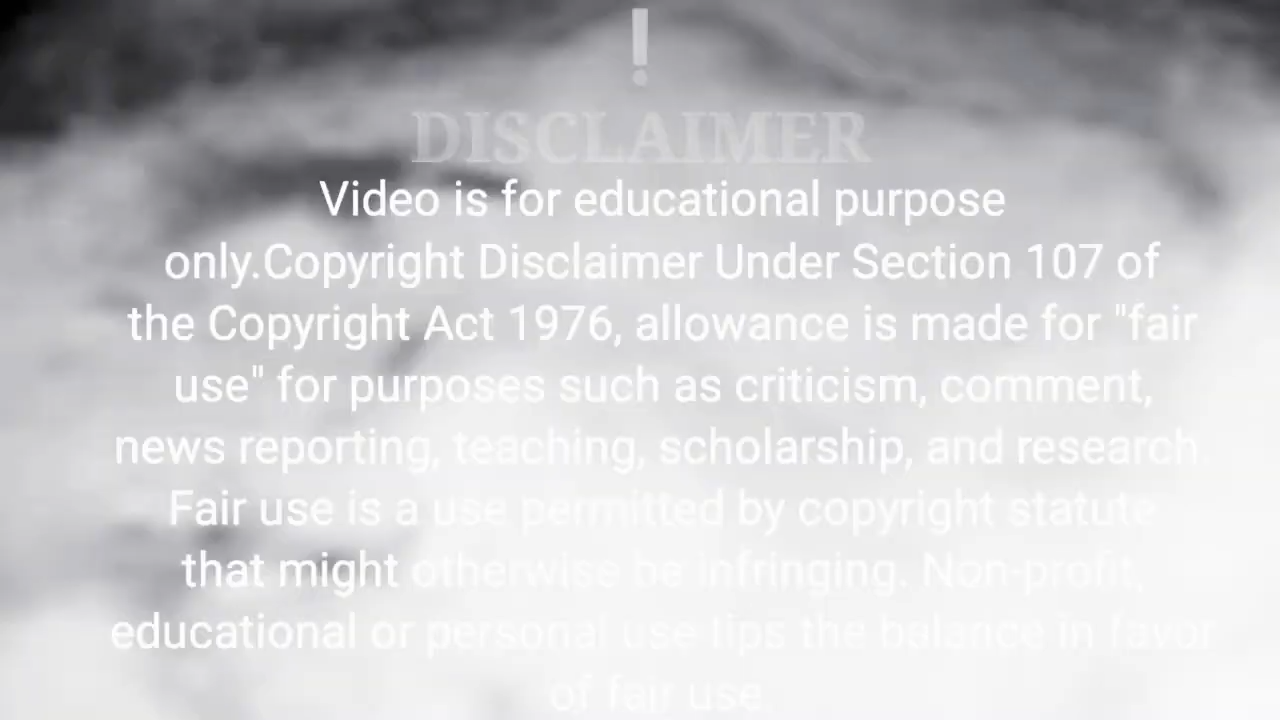 !
DISCLAIMER
Video is for educational purpose
only.Copyright Disclaimer Under Section 107 of
the Copyright Act 1976, allowance is made for "fair
use" for purposes such as criticism, comment,
news reporting, teaching, scholarship, and research.
Fair use is a use permitted by copyright statute
that might otherwise be infringing. Non-profit,
educational or personal use tips the balance in favor
of fair use.